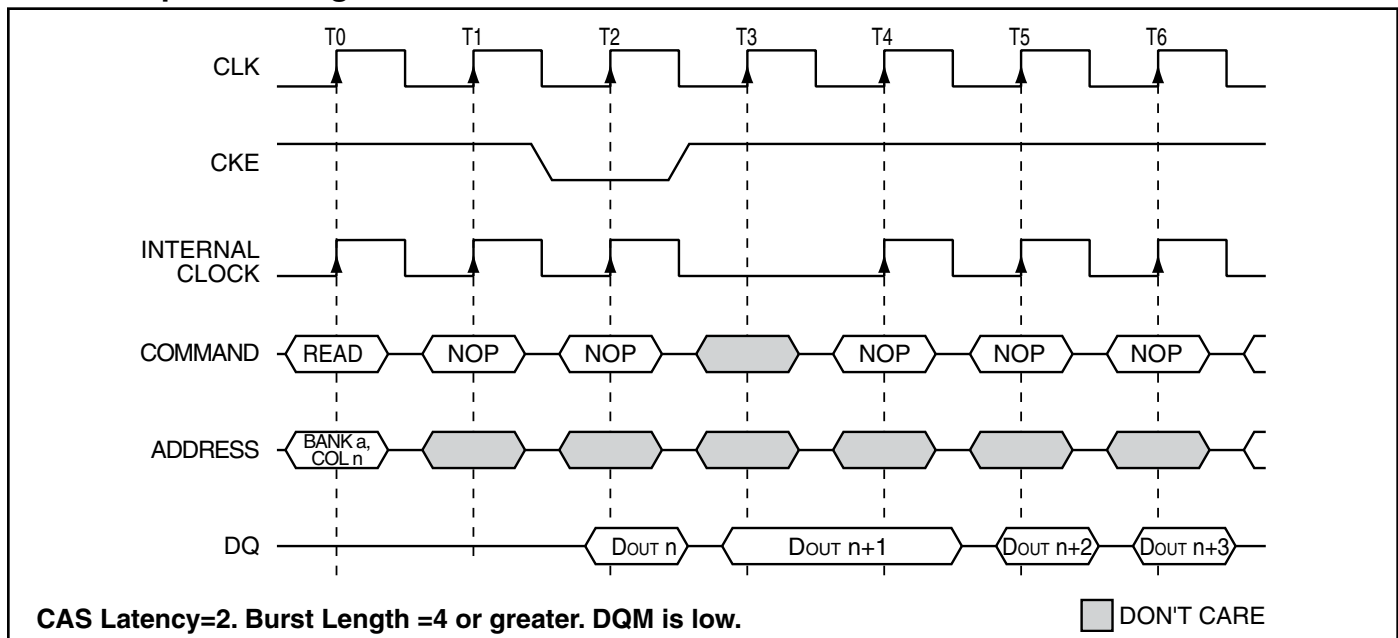 T0 T1 T2 T3 T4 T5 T6
CLK
CKE
INTERNAL
CLOCK
COMMAND READ NOP NOP NOP NOP NOP
ADDRESS BANK a,
COL n
DQ DOUT n DOUT n+1 DOUT n+2 DOUT n+3
CAS Latency=2. Burst Length =4 or greater. DQM is low. DON'T CARE